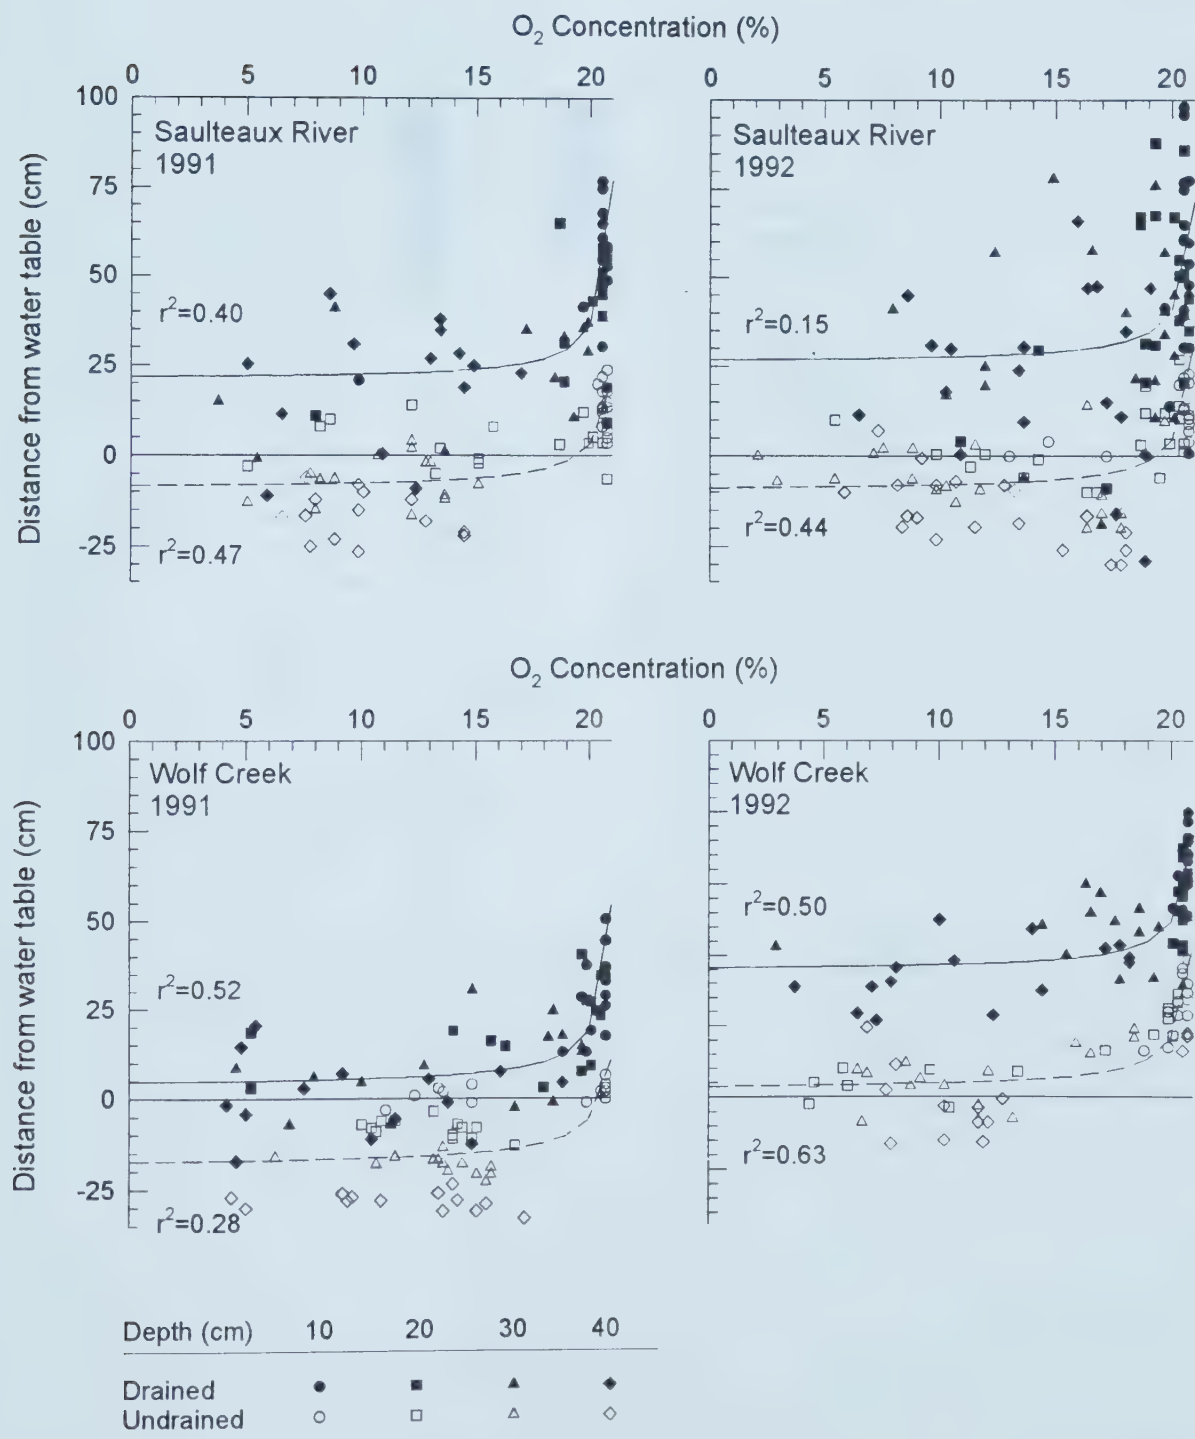 O2 Concentration (%)
0 5 10 15 20
0 5 10 15 20
100
75
50
25
0
-25
Distance from water table (cm)
Saulteaux River
1991
r²=0.40
r²=0.47
Saulteaux River
1992
r²=0.15
r²=0.44
O2 Concentration (%)
0 5 10 15 20
0 5 10 15 20
100
75
50
25
0
-25
Distance from water table (cm)
Wolf Creek
1991
r²=0.52
r²=0.28
Wolf Creek
1992
r²=0.50
r²=0.63
Depth (cm) 10 20 30 40
Drained
Undrained